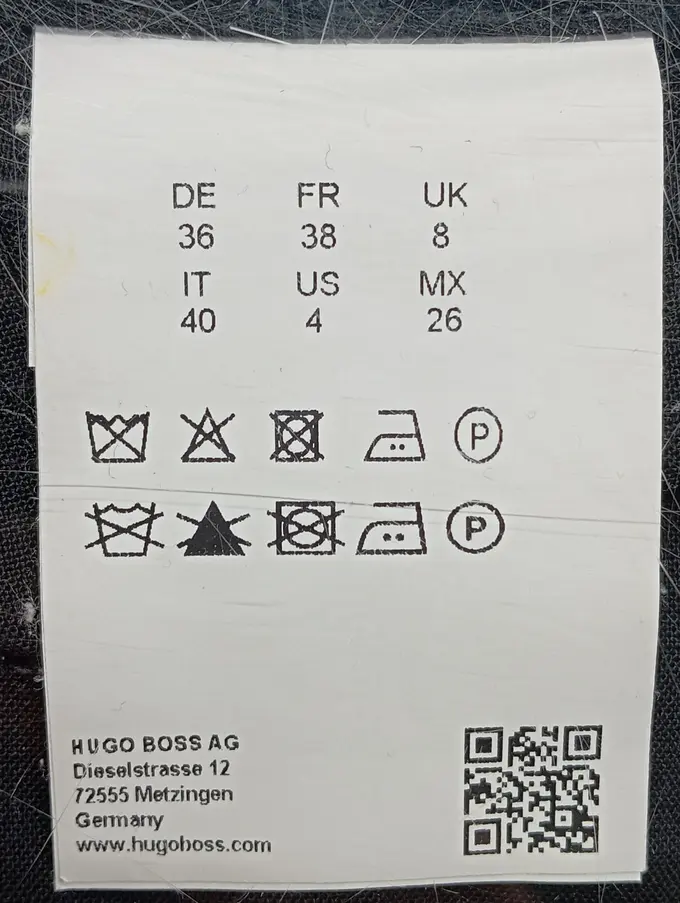 DE FR UK
36 38 8
IT US MX
40 4 26
P
P
HUGO BOSS AG
Dieselstrasse 12
72555 Metzingen
Germany
www.hugoboss.com